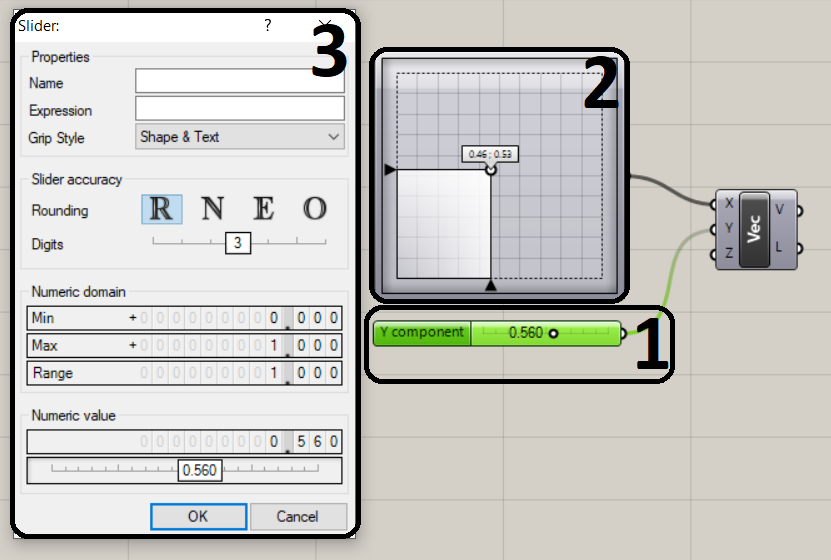 Slider: ?
3
Properties
Name
Expression
Grip Style Shape & Text
Slider accuracy
Rounding R N E O
Digits 3
Numeric domain
Min +0 0 0 0 0 0 0 0 0 . 0 0 0
Max +0 0 0 0 0 0 0 0 1 . 0 0 0
Range 0 0 0 0 0 0 0 0 1 . 0 0 0
Numeric value
0 0 0 0 0 0 0 0 0 . 5 6 0
0.560
OK Cancel
2
0.46 ; 0.53
Y component 0.560
1
X
Y
Z
Vec
V
L